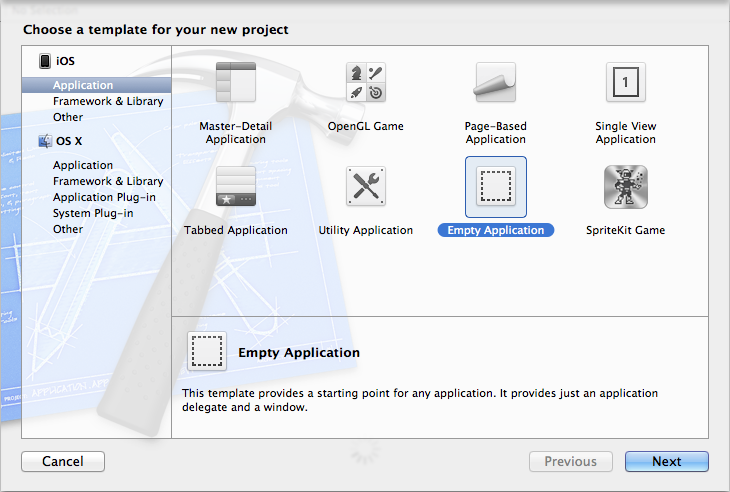 Choose a template for your new project
iOS
Application
Framework & Library
Other
OS X
Application
Framework & Library
Application Plug-in
System Plug-in
Other
Master-Detail
Application
OpenGL Game
Page-Based
Application
1
Single View
Application
Tabbed Application
Utility Application
Empty Application
SpriteKit Game
Empty Application
This template provides a starting point for any application. It provides just an application
delegate and a window.
Cancel
Previous
Next